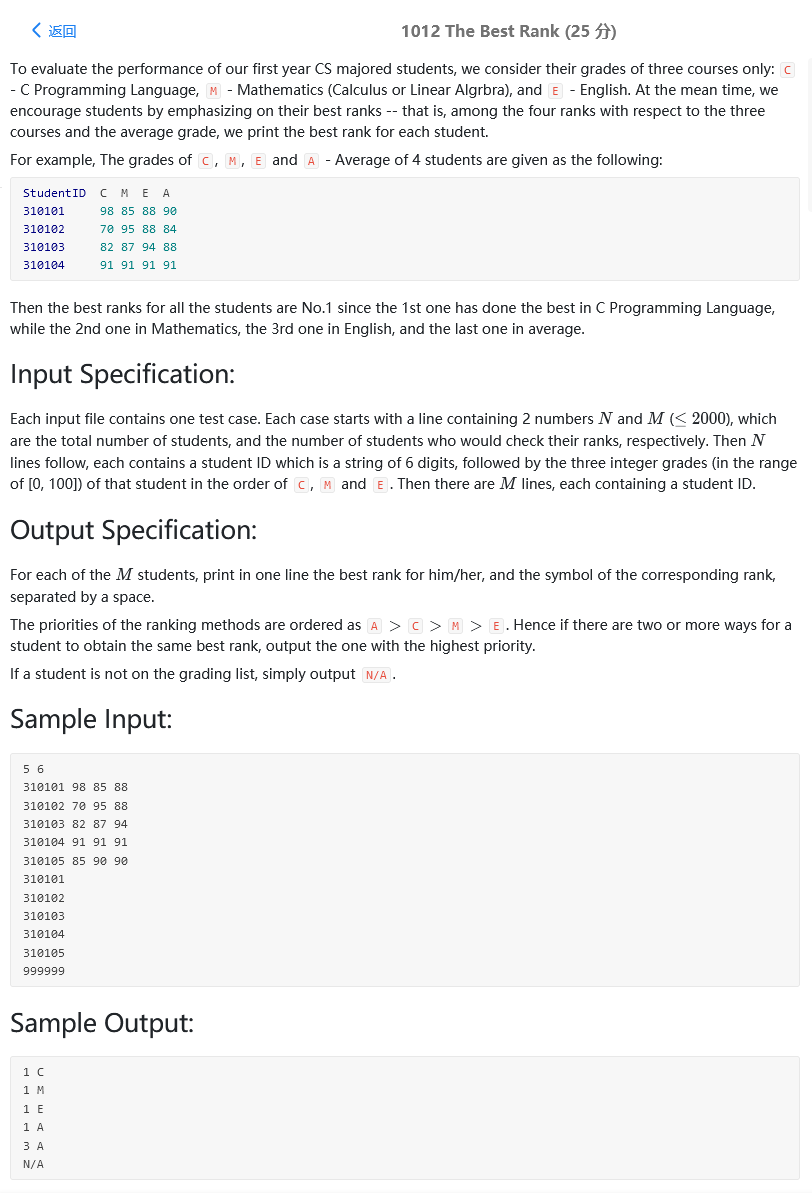 返回
1012 The Best Rank (25 分)
To evaluate the performance of our first year CS majored students, we consider their grades of three courses only: C
- C Programming Language, M - Mathematics (Calculus or Linear Algrbra), and E - English. At the mean time, we
encourage students by emphasizing on their best ranks -- that is, among the four ranks with respect to the three
courses and the average grade, we print the best rank for each student.
For example, The grades of C, M, E and A - Average of 4 students are given as the following:
StudentID C M E A
310101 98 85 88 90
310102 70 95 88 84
310103 82 87 94 88
310104 91 91 91 91
Then the best ranks for all the students are No.1 since the 1st one has done the best in C Programming Language,
while the 2nd one in Mathematics, the 3rd one in English, and the last one in average.
Input Specification:
Each input file contains one test case. Each case starts with a line containing 2 numbers N and M (≤ 2000), which
are the total number of students, and the number of students who would check their ranks, respectively. Then N
lines follow, each contains a student ID which is a string of 6 digits, followed by the three integer grades (in the range
of [0, 100]) of that student in the order of C, M and E. Then there are M lines, each containing a student ID.
Output Specification:
For each of the M students, print in one line the best rank for him/her, and the symbol of the corresponding rank,
separated by a space.
The priorities of the ranking methods are ordered as A > C > M > E. Hence if there are two or more ways for a
student to obtain the same best rank, output the one with the highest priority.
If a student is not on the grading list, simply output N/A.
Sample Input:
5 6
310101 98 85 88
310102 70 95 88
310103 82 87 94
310104 91 91 91
310105 85 90 90
310101
310102
310103
310104
310105
999999
Sample Output:
1 C
1 M
1 E
1 A
3 A
N/A